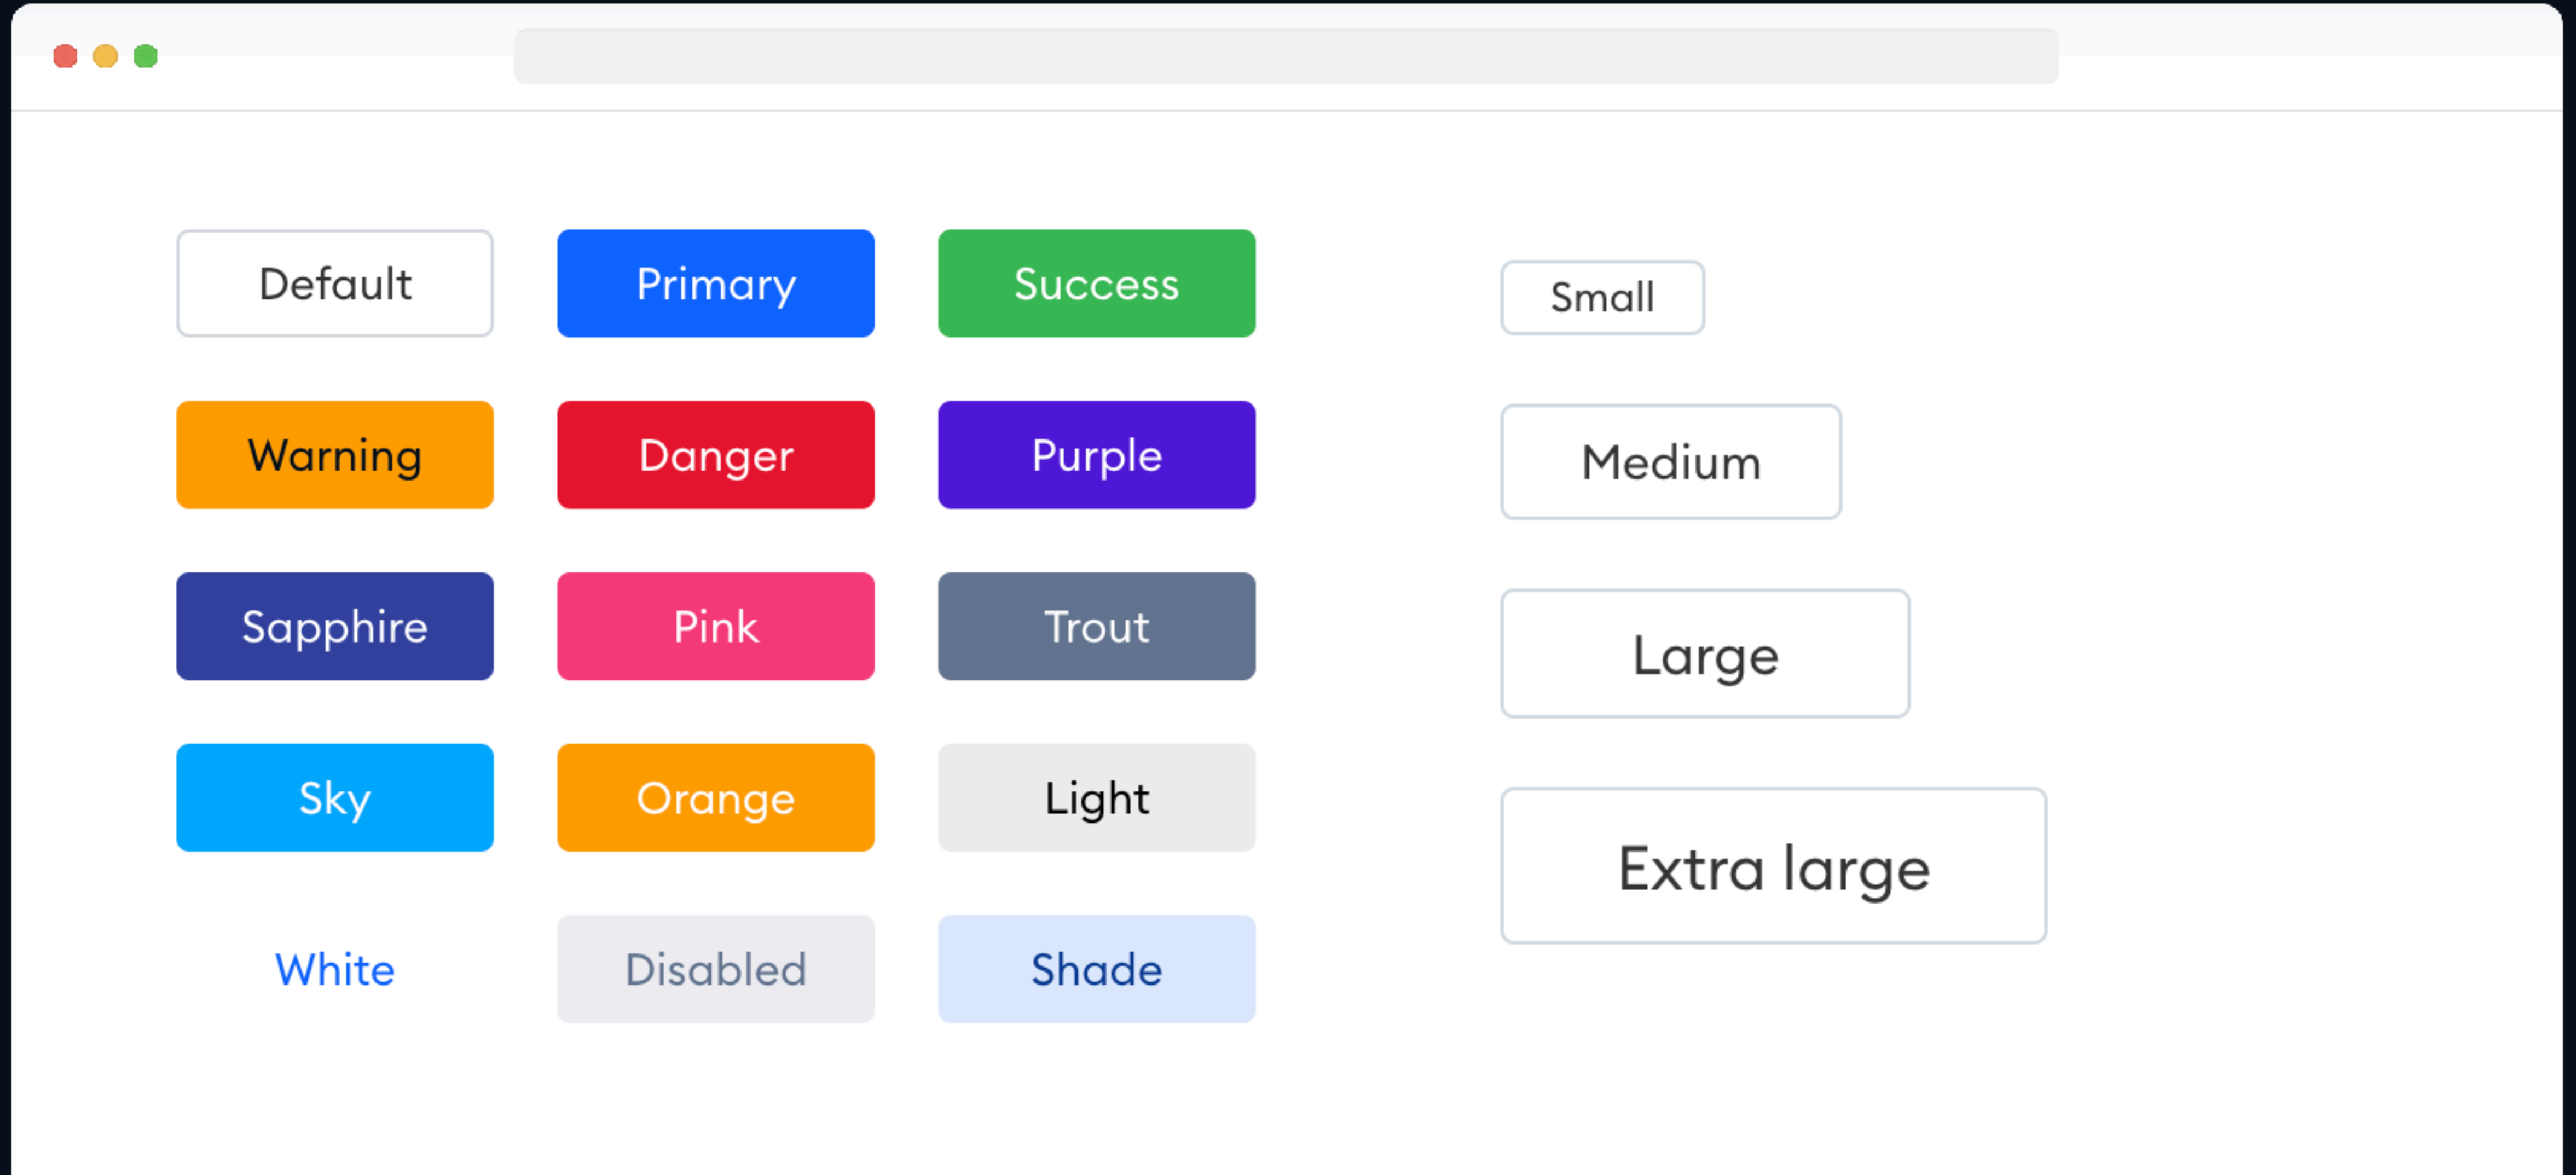 Default
Primary
Success
Warning
Danger
Purple
Sapphire
Pink
Trout
Sky
Orange
Light
White
Disabled
Shade
Small
Medium
Large
Extra large